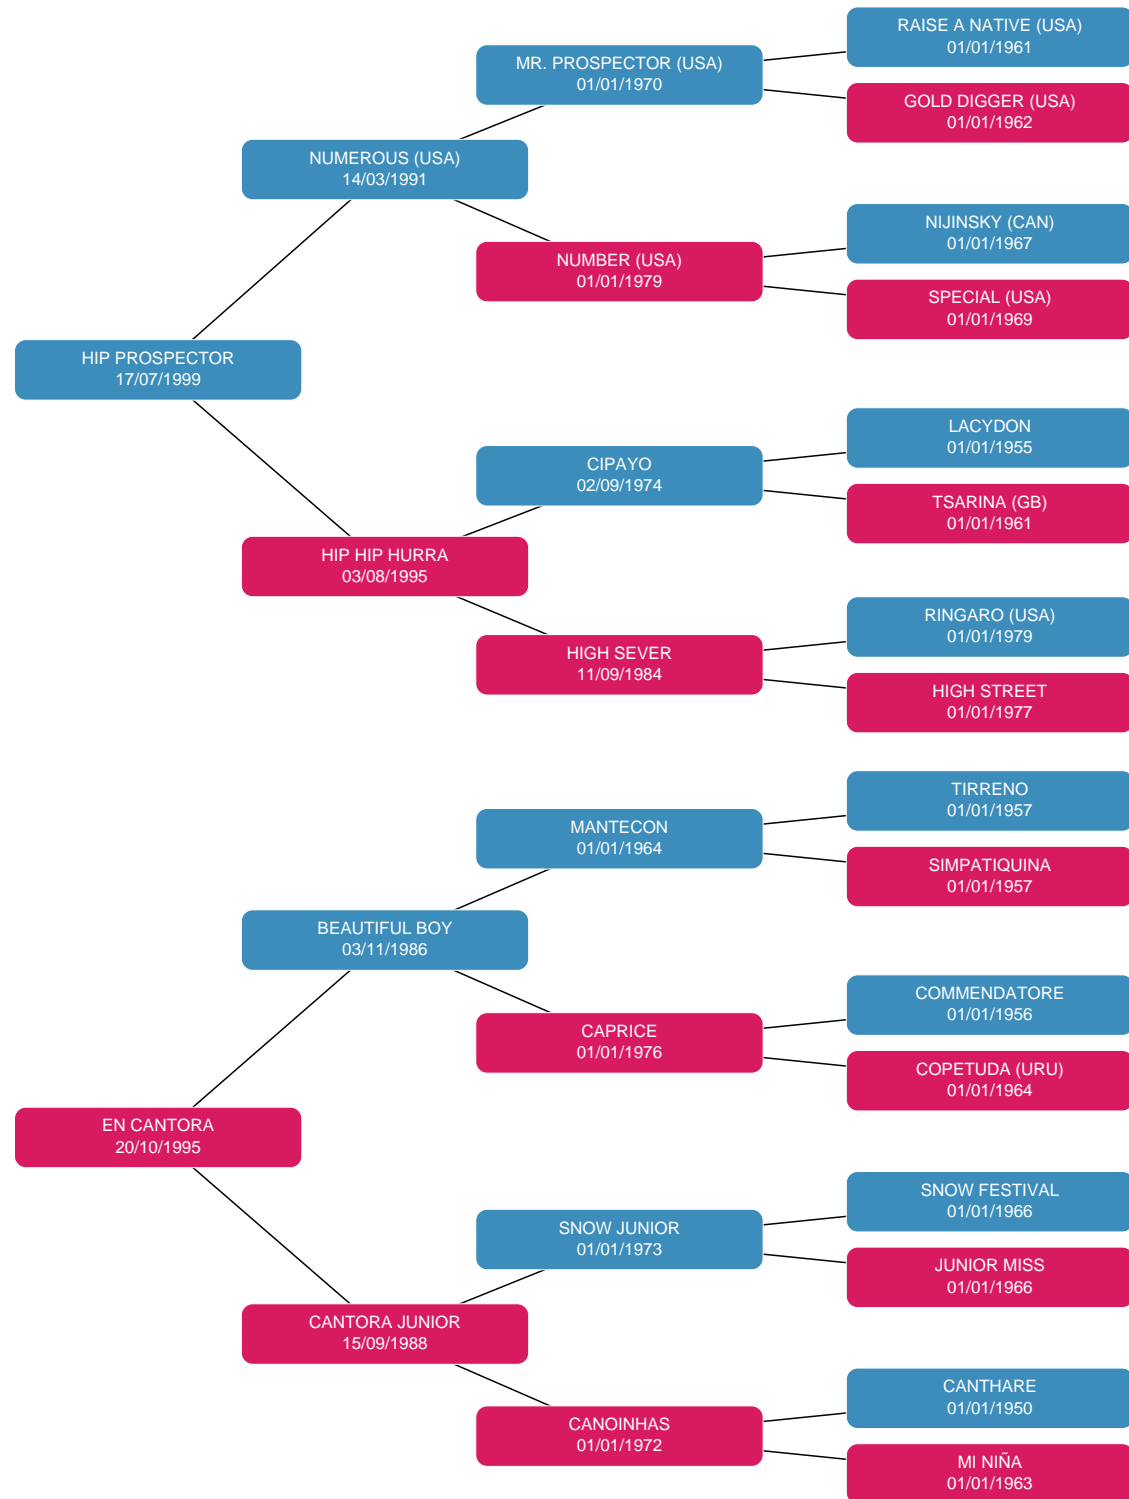 RAISE A NATIVE (USA)
01/01/1961
MR. PROSPECTOR (USA)
01/01/1970
GOLD DIGGER (USA)
01/01/1962
NUMEROUS (USA)
14/03/1991
NIJINSKY (CAN)
01/01/1967
NUMBER (USA)
01/01/1979
SPECIAL (USA)
01/01/1969
HIP PROSPECTOR
17/07/1999
LACYDON
01/01/1955
CIPAYO
02/09/1974
TSARINA (GB)
01/01/1961
HIP HIP HURRA
03/08/1995
RINGARO (USA)
01/01/1979
HIGH SEVER
11/09/1984
HIGH STREET
01/01/1977
TIRRENO
01/01/1957
MANTECON
01/01/1964
SIMPATIQUINA
01/01/1957
BEAUTIFUL BOY
03/11/1986
COMMENDATORE
01/01/1956
CAPRICE
01/01/1976
COPETUDA (URU)
01/01/1964
EN CANTORA
20/10/1995
SNOW FESTIVAL
01/01/1966
SNOW JUNIOR
01/01/1973
JUNIOR MISS
01/01/1966
CANTORA JUNIOR
15/09/1988
CANTHARE
01/01/1950
CANOINHAS
01/01/1972
MI NIÑA
01/01/1963